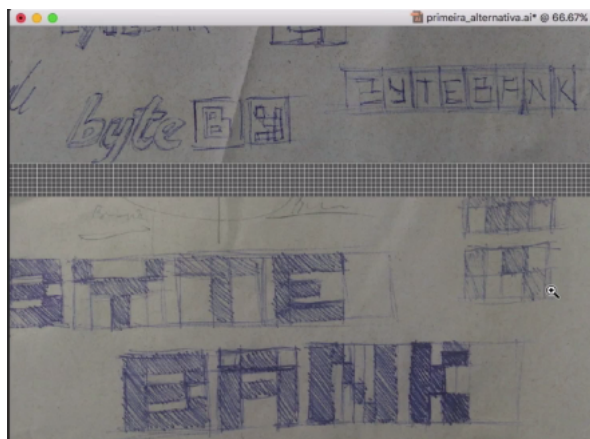 primeira_alternativa.ai* @ 66.67%
byte B
BYTEBANK
BYTE
BANK